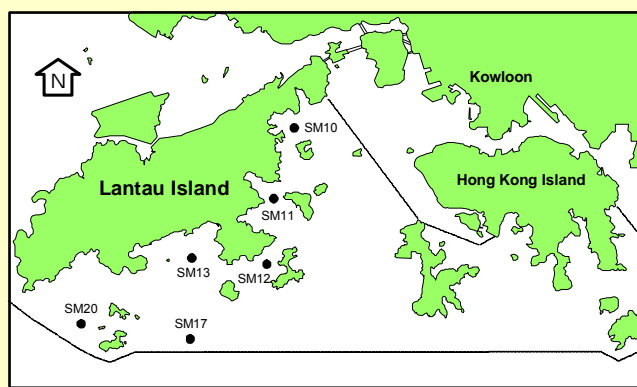 N
Kowloon
SM10
Lantau Island
Hong Kong Island
SM11
SM13
SM12
SM20
SM17